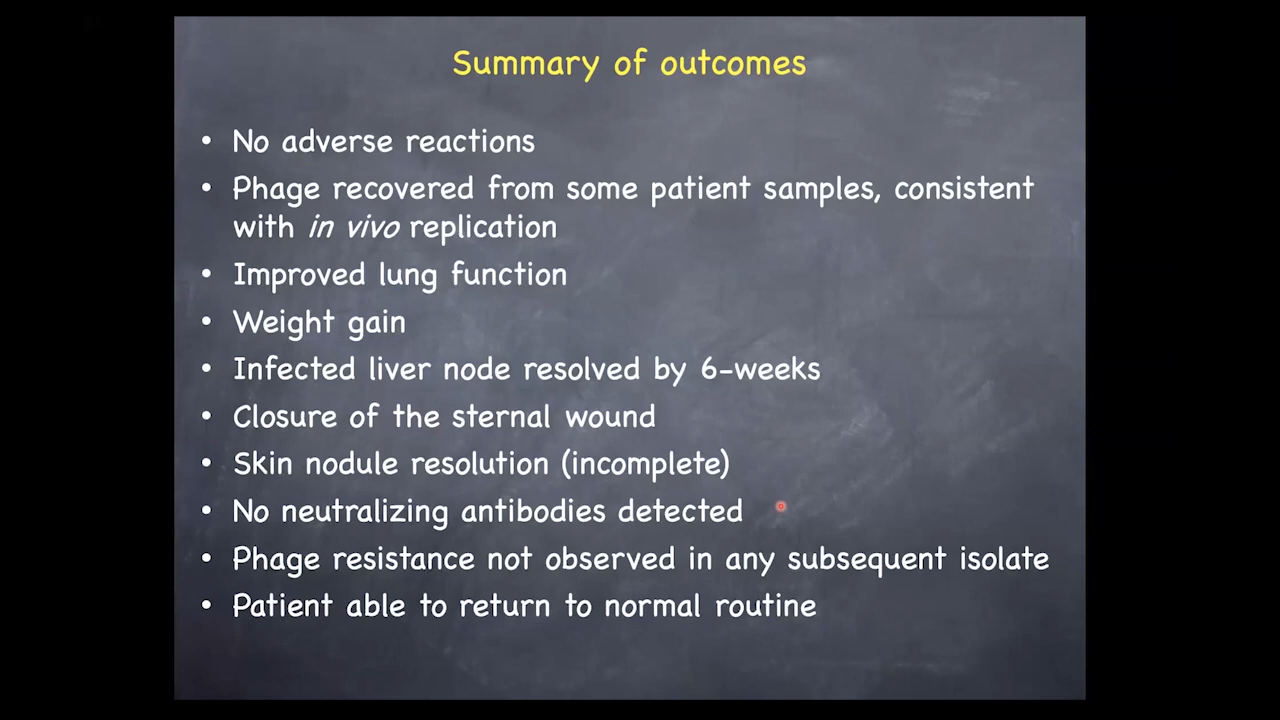 Summary of outcomes
• No adverse reactions
• Phage recovered from some patient samples, consistent
with in vivo replication
• Improved lung function
• Weight gain
• Infected liver node resolved by 6-weeks
• Closure of the sternal wound
• Skin nodule resolution (incomplete)
• No neutralizing antibodies detected
• Phage resistance not observed in any subsequent isolate
• Patient able to return to normal routine